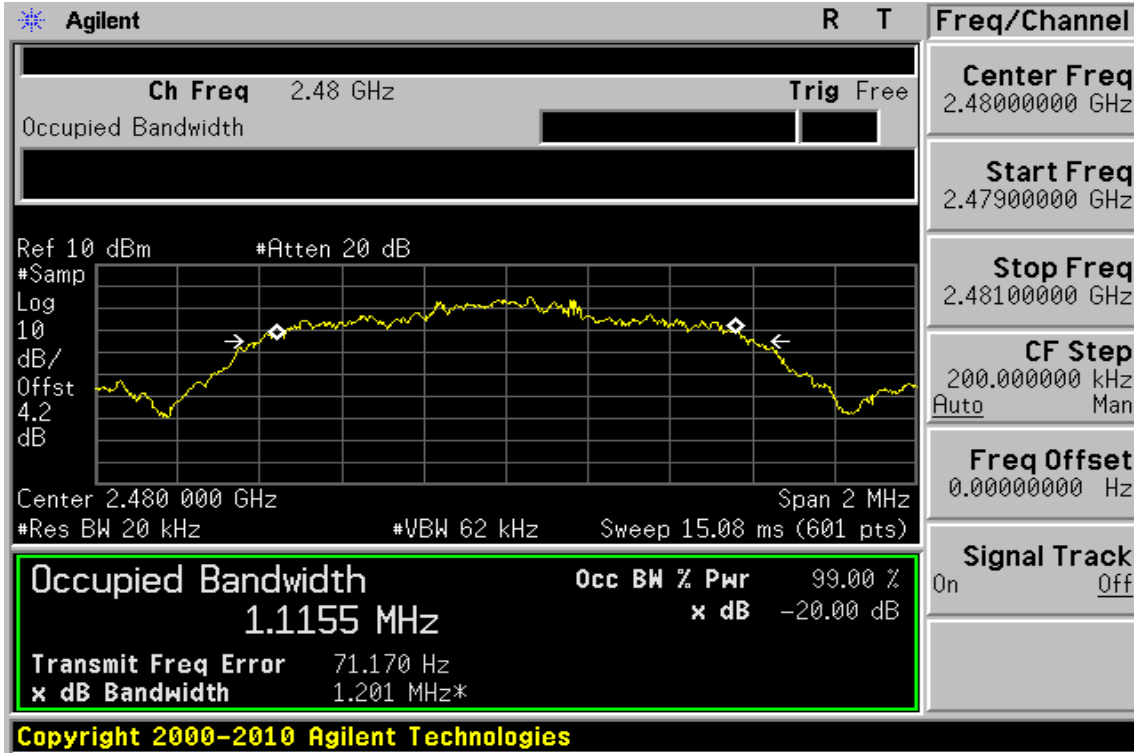 Agilent R T
Freq/Channel
Ch Freq 2.48 GHz Trig Free
Occupied Bandwidth
Center Freq
2.48000000 GHz
Start Freq
2.47900000 GHz
Stop Freq
2.48100000 GHz
CF Step
200.000000 kHz
Auto Man
Freq Offset
0.00000000 Hz
Signal Track
On Off
Ref 10 dBm #Atten 20 dB
#Samp
Log
10
dB/
Offst
4.2
dB
Center 2.480 000 GHz Span 2 MHz
#Res BW 20 kHz #VBW 62 kHz Sweep 15.08 ms (601 pts)
Occupied Bandwidth
1.1155 MHz
Occ BW % Pwr 99.00 %
x dB -20.00 dB
Transmit Freq Error 71.170 Hz
x dB Bandwidth 1.201 MHz*
Copyright 2000-2010 Agilent Technologies